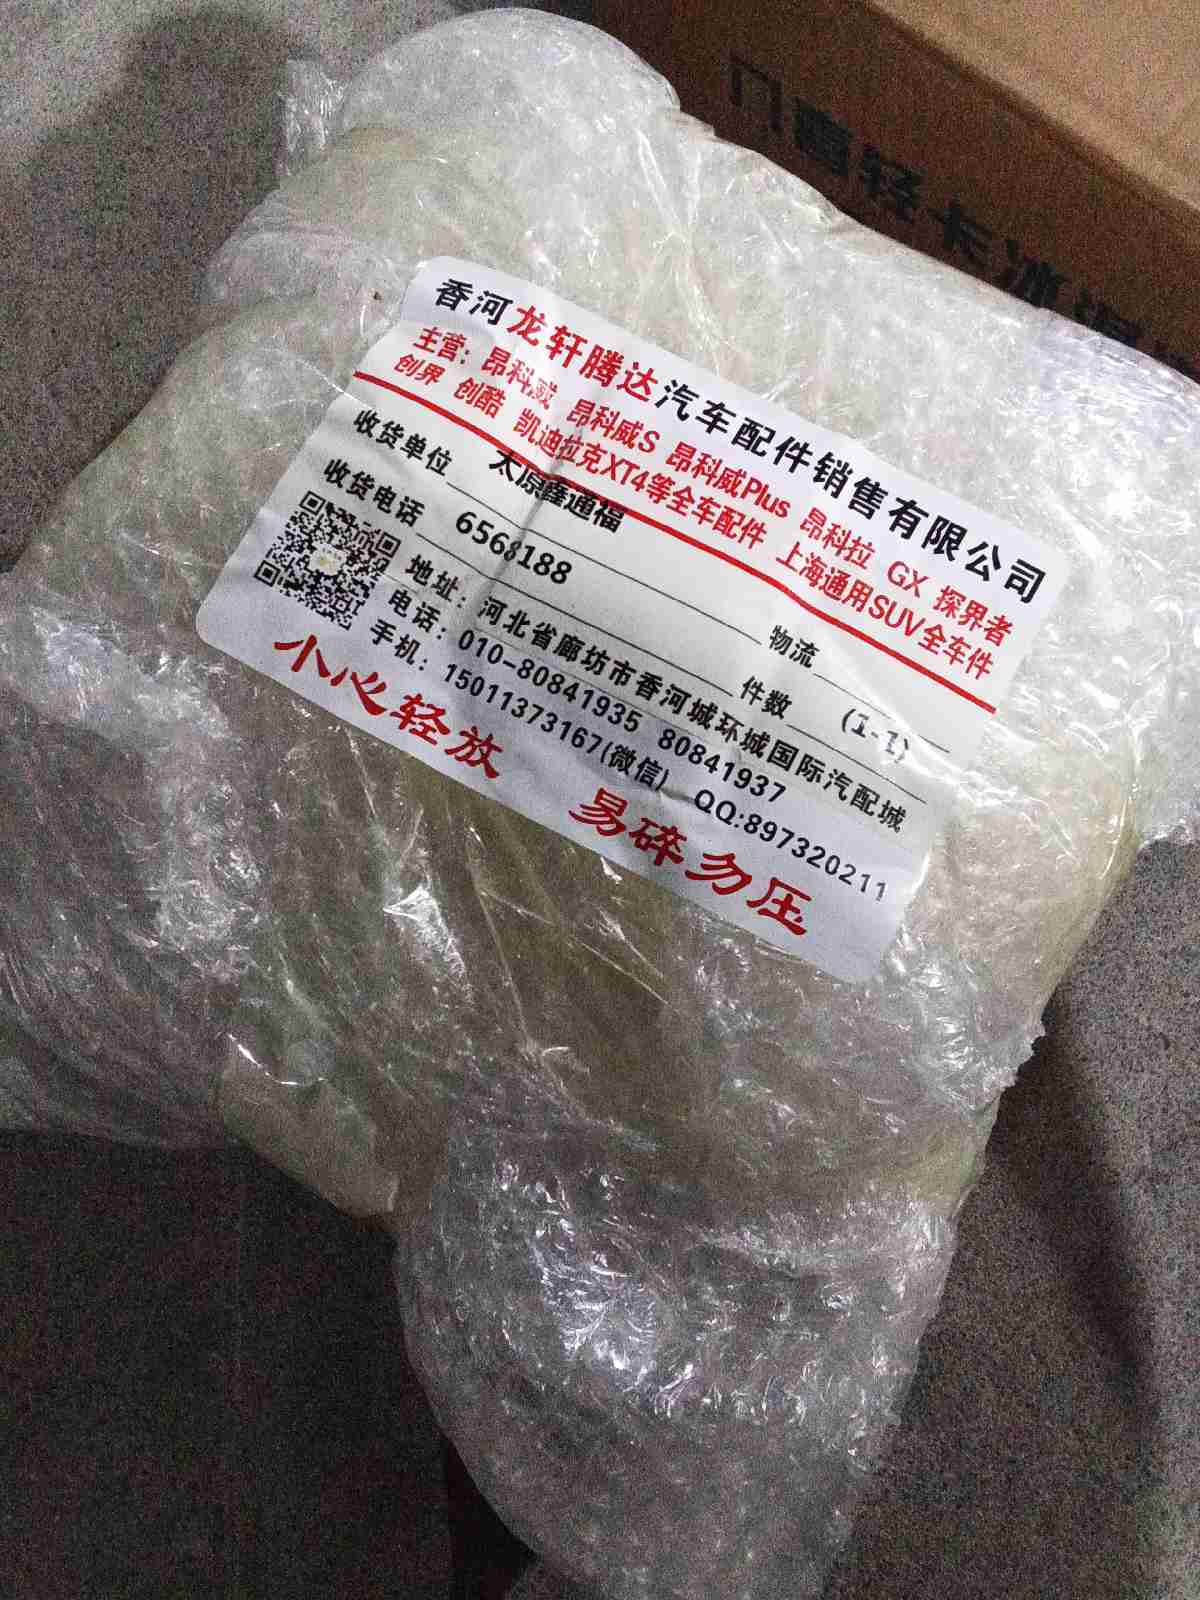 香河龙轩腾达汽车配件销售有限公司
主营：昂科威 昂科威S 昂科威Plus 昂科拉 GX 探界者
创界 创酷 凯迪拉克XT4等全车配件 上海通用SUV全车件
收货单位 太原鑫通福 物流
收货电话 6568188 件数 (1-1)
地址：河北省廊坊市香河城环城国际汽配城
电话：010-80841935 80841937
手机：15011373167(微信) QQ:897320211
小心轻放 易碎勿压